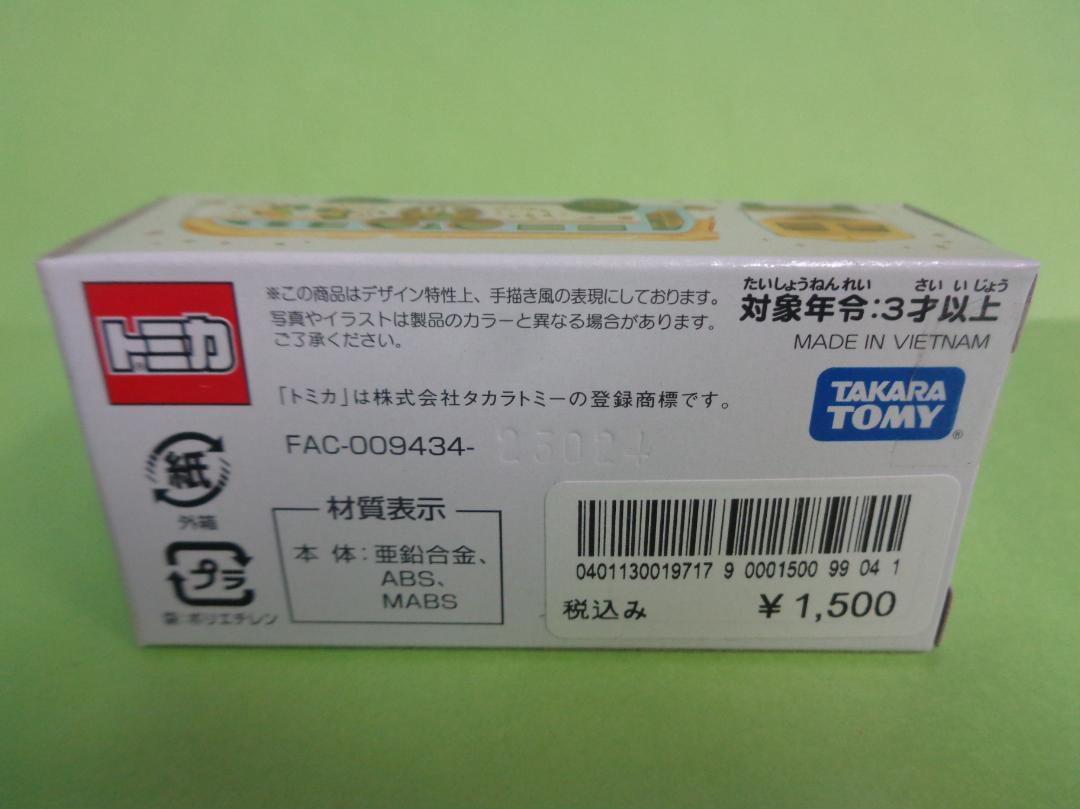 トミカ
※この商品はデザイン特性上、手描き風の表現にしております。
写真やイラストは製品のカラーと異なる場合があります。
ご了承ください。
たいしょうねんれい さいいじょう
対象年令:3才以上
MADE IN VIETNAM
「トミカ」は株式会社タカラトミーの登録商標です。
TAKARA
TOMY®
FAC-009434- 23024
紙
外箱
プラ
袋:ポリエチレン
材質表示
本 体:亜鉛合金、
ABS、
MABS
0401130019717 9 0001500 99 04 1
税込み ¥1,500